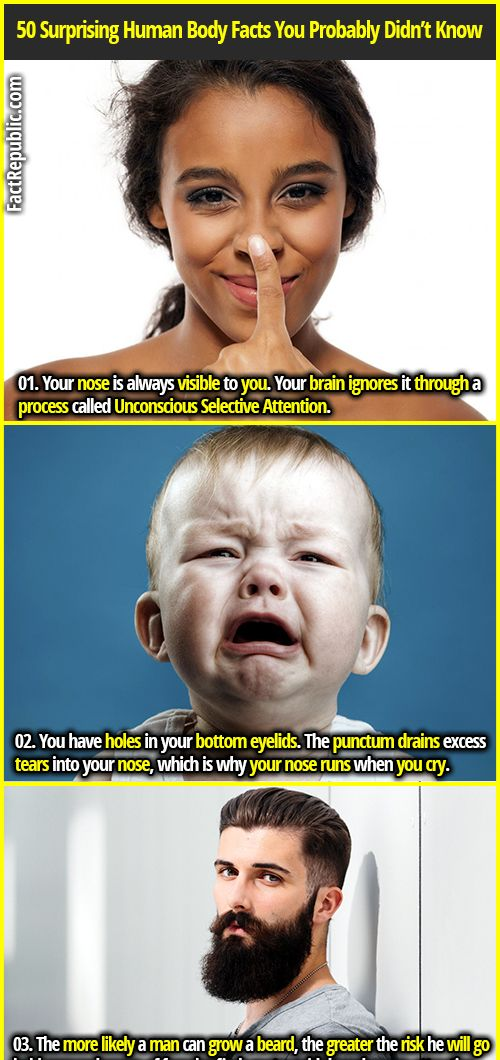 50 Surprising Human Body Facts You Probably Didn't Know
FactRepublic.com
01. Your nose is always visible to you. Your brain ignores it through a
process called Unconscious Selective Attention.
02. You have holes in your bottom eyelids. The punctum drains excess
tears into your nose, which is why your nose runs when you cry.
03. The more likely a man can grow a beard, the greater the risk he will go